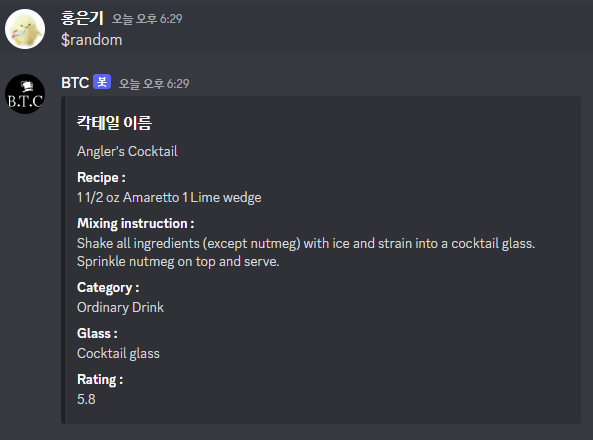 홍은기 오늘 오후 6:29
$random
B.T.C
BTC 봇 오늘 오후 6:29
칵테일 이름
Angler's Cocktail
Recipe :
1 1/2 oz Amaretto 1 Lime wedge
Mixing instruction :
Shake all ingredients (except nutmeg) with ice and strain into a cocktail glass.
Sprinkle nutmeg on top and serve.
Category :
Ordinary Drink
Glass :
Cocktail glass
Rating :
5.8